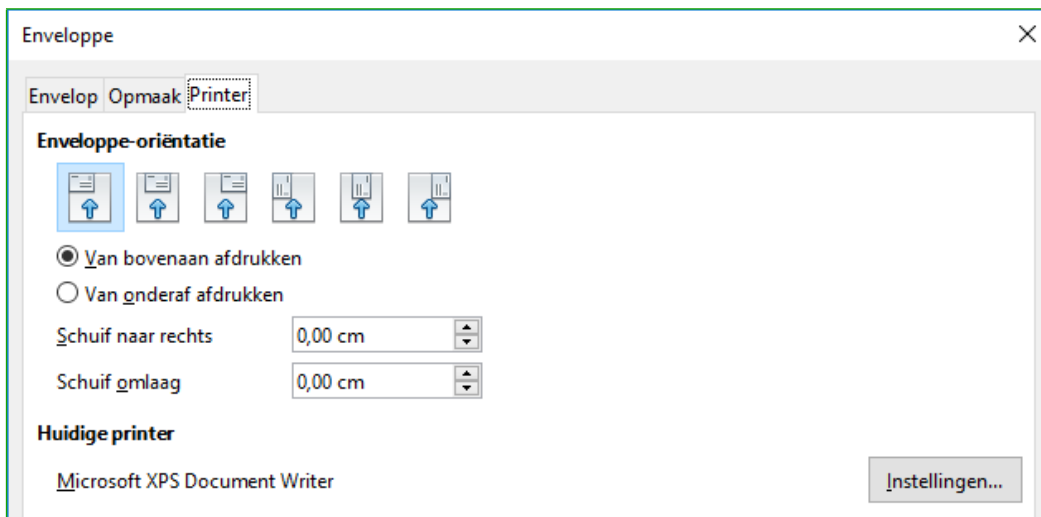 Enveloppe
Envelop Opmaak Printer
Enveloppe-oriëntatie
Van bovenaan afdrukken
Van onderaf afdrukken
Schuif naar rechts 0,00 cm
Schuif omlaag 0,00 cm
Huidige printer
Microsoft XPS Document Writer Instellingen...